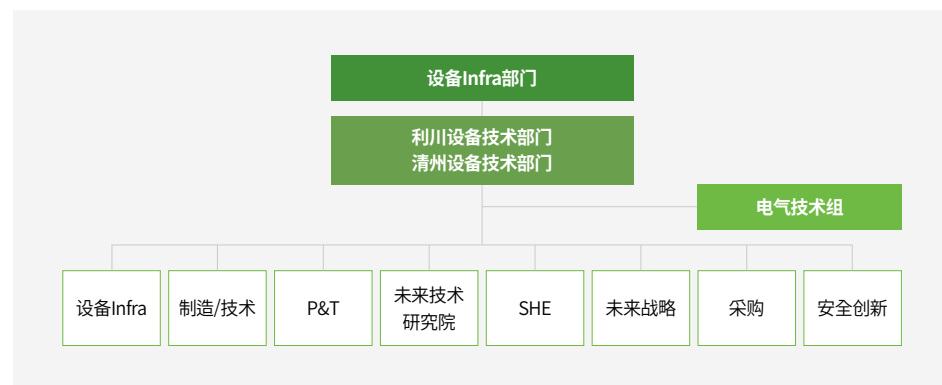 设备Infra部门
利川设备技术部门
清州设备技术部门
电气技术组
设备Infra
制造/技术
P&T
未来技术
研究院
SHE
未来战略
采购
安全创新